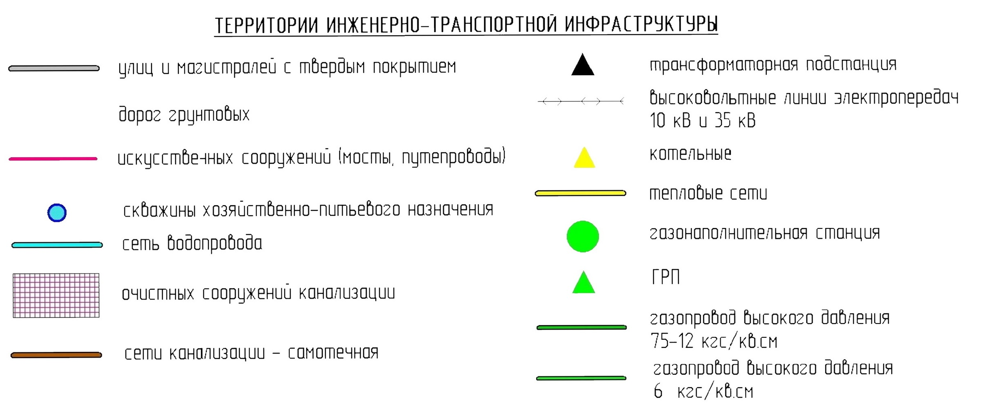 ТЕРРИТОРИИ ИНЖЕНЕРНО-ТРАНСПОРТНОЙ ИНФРАСТРУКТУРЫ
улиц и магистралей с твердым покрытием
дорог грунтовых
искусственных сооружений (мосты, путепроводы)
скважины хозяйственно-питьевого назначения
сеть водопровода
очистных сооружений канализации
сети канализации - самотечная
трансформаторная подстанция
высоковольтные линии электропередач
10 кВ и 35 кВ
котельные
тепловые сети
газонаполнительная станция
ГРП
газопровод высокого давления
75-12 кгс/кв.см
газопровод высокого давления
6 кгс/кв.см